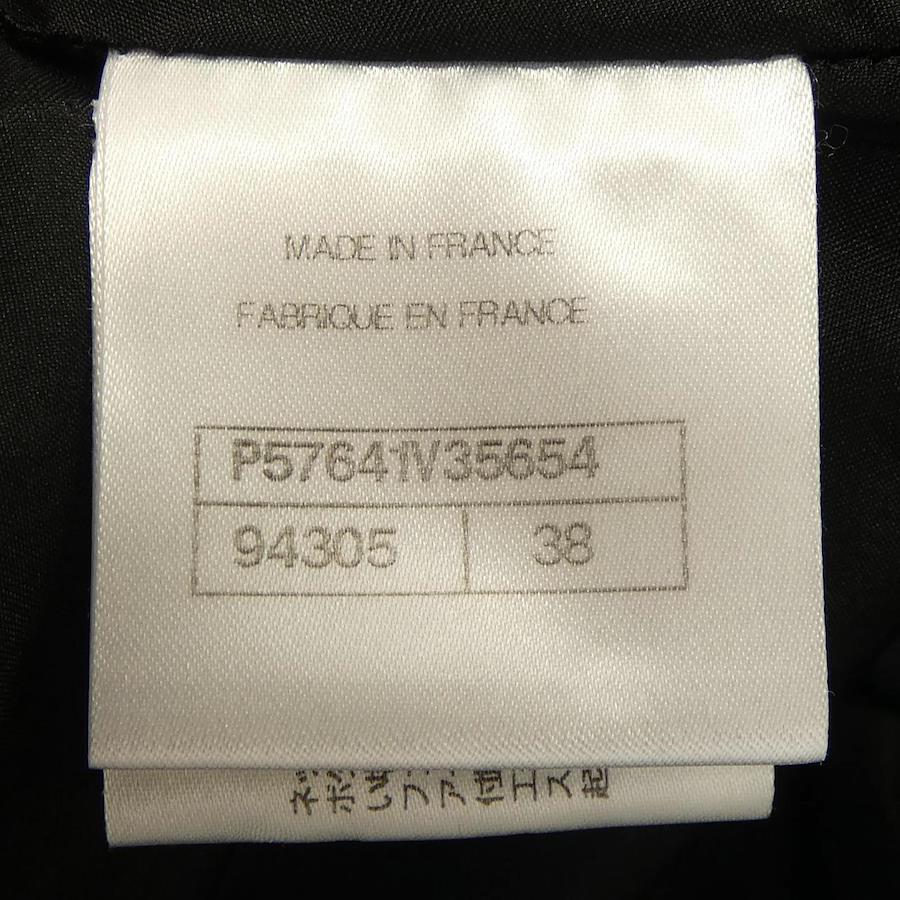 MADE IN FRANCE
FABRIQUE EN FRANCE
P57641V35654
94305 38